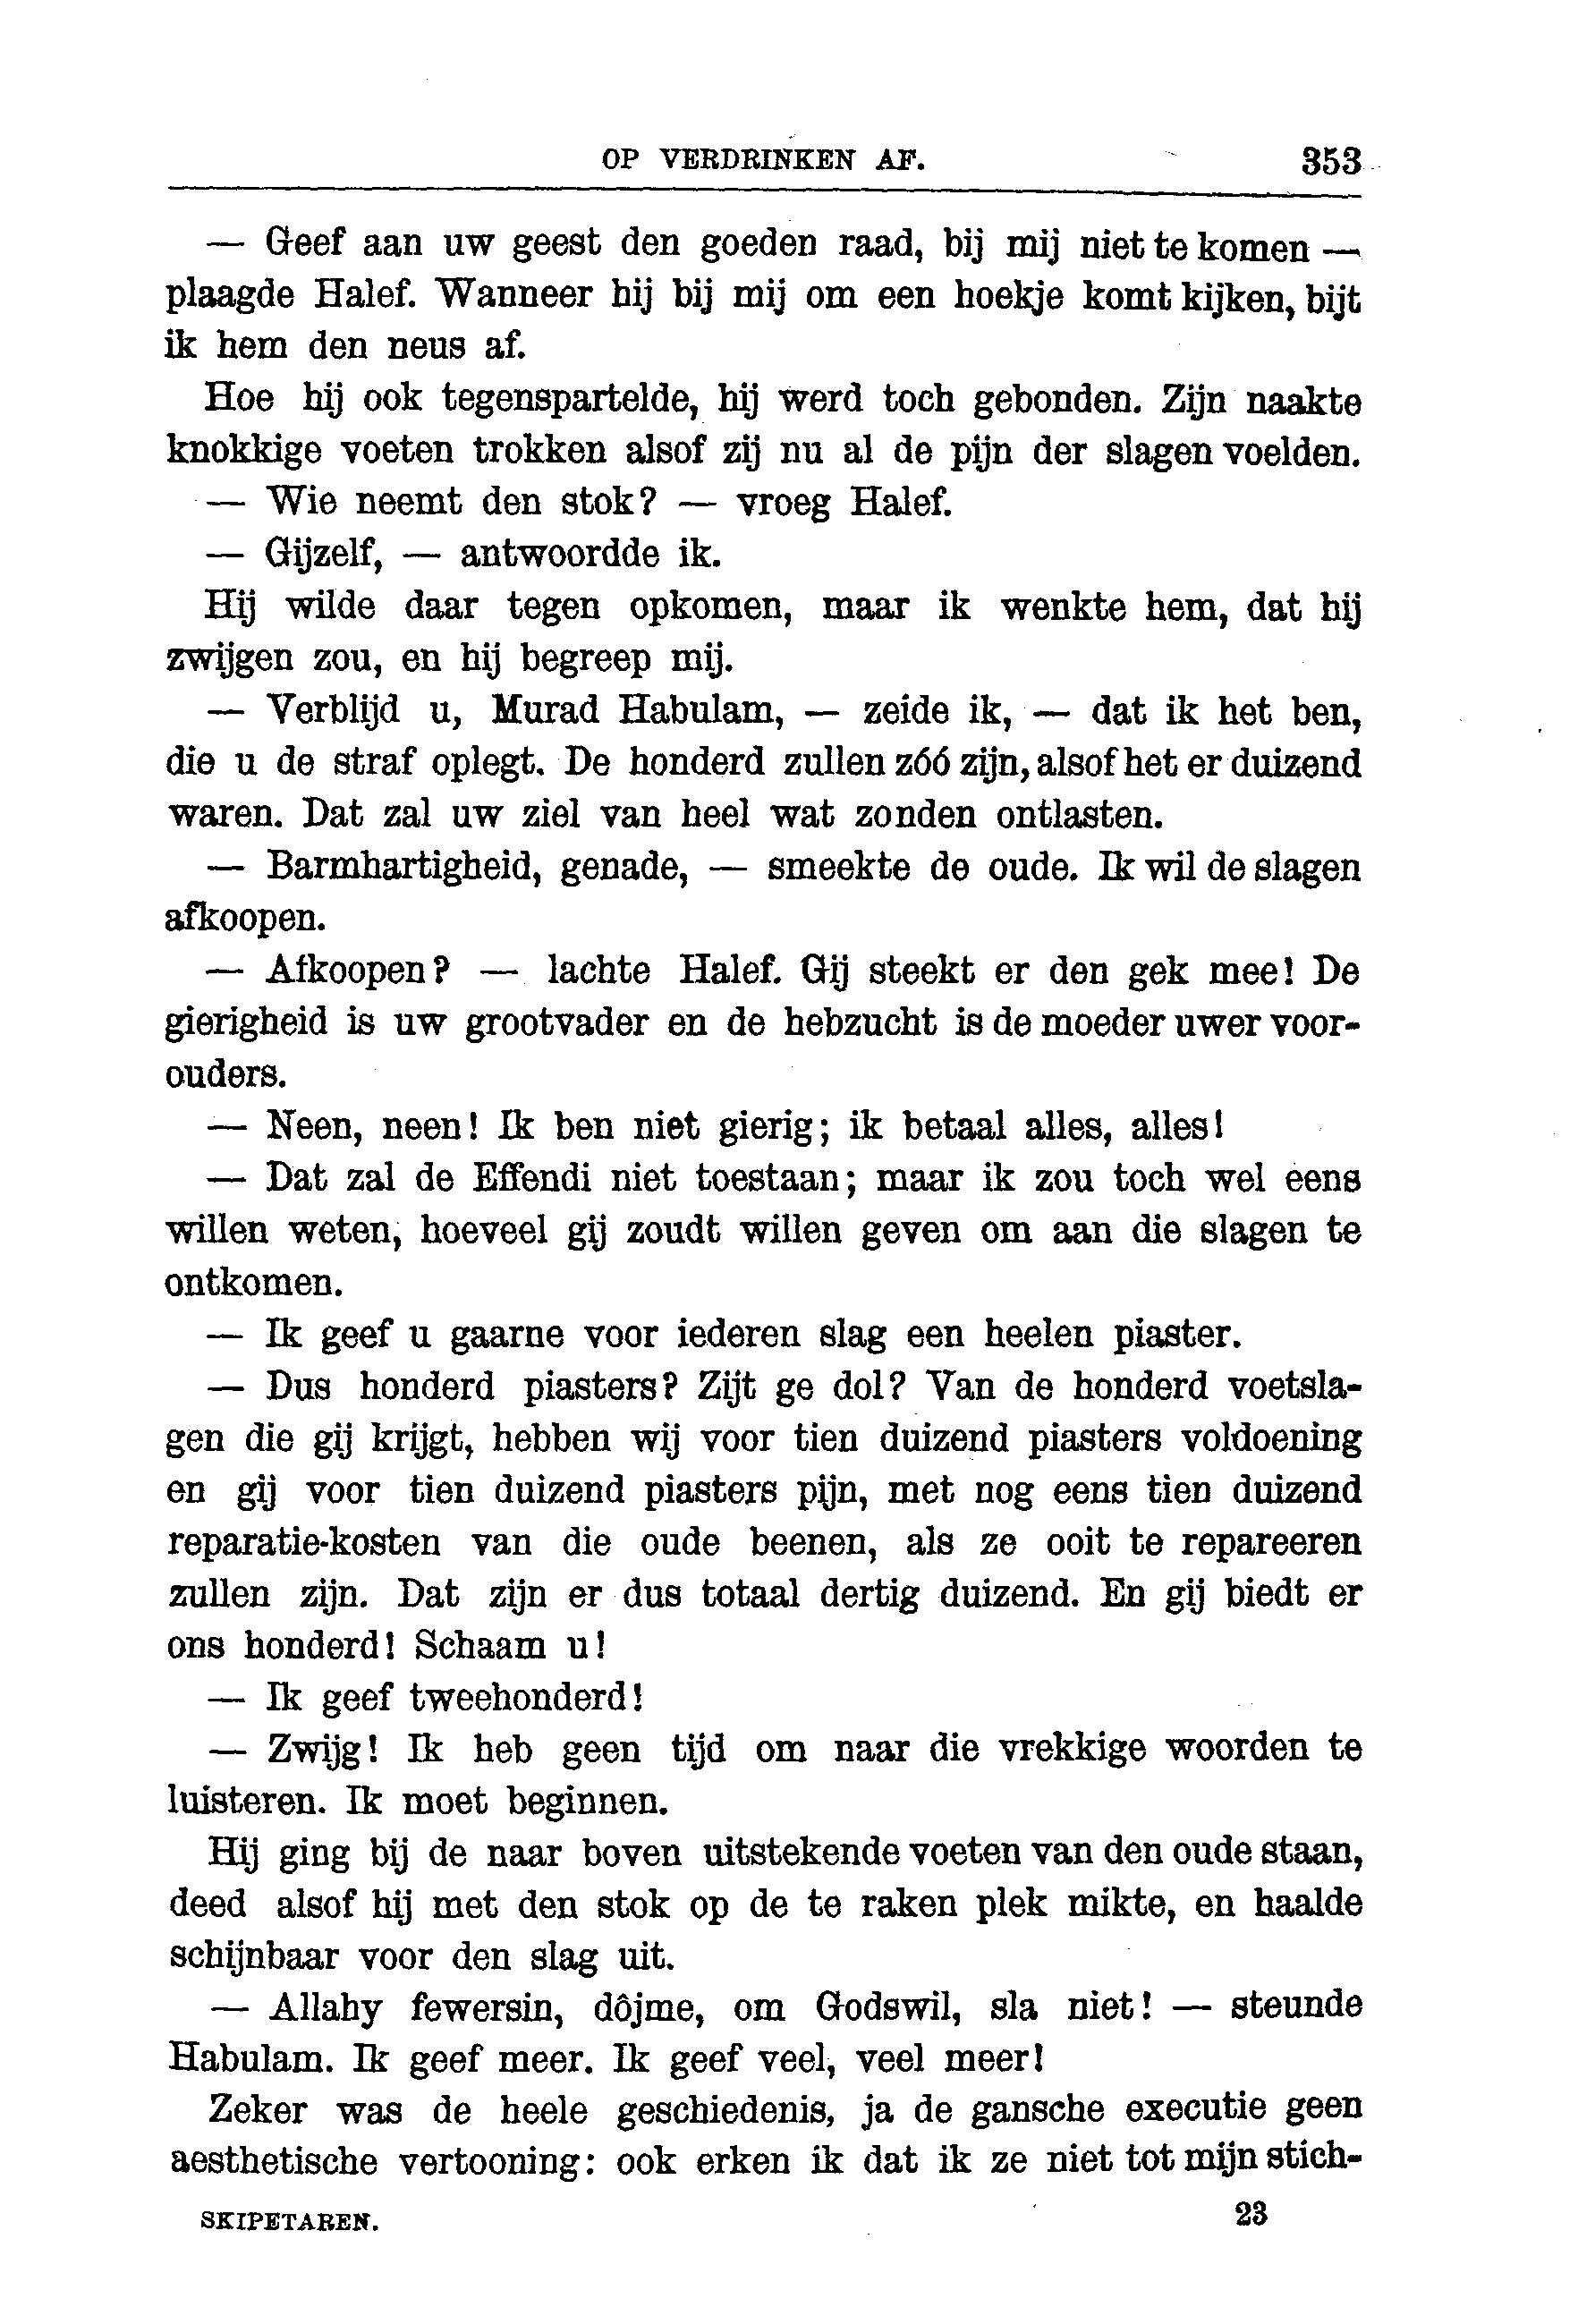 OP VERDRINKEN AF. 353
— Geef aan uw geest den goeden raad, bij mij niet te komen —
plaagde Halef. Wanneer hij bij mij om een hoekje komt kijken, bijt
ik hem den neus af.
Hoe hij ook tegenspartelde, hij werd toch gebonden. Zijn naakte
knokkige voeten trokken alsof zij nu al de pijn der slagen voelden.
— Wie neemt den stok? — vroeg Halef.
— Gijzelf, — antwoordde ik.
Hij wilde daar tegen opkomen, maar ik wenkte hem, dat hij
zwijgen zou, en hij begreep mij.
— Verblijd u, Murad Habulam, — zeide ik, — dat ik het ben,
die u de straf oplegt. De honderd zullen zóó zijn, alsof het er duizend
waren. Dat zal uw ziel van heel wat zonden ontlasten.
— Barmhartigheid, genade, — smeekte de oude. Ik wil de slagen
afkoopen.
— Afkoopen? — lachte Halef. Gij steekt er den gek mee! De
gierigheid is uw grootvader en de hebzucht is de moeder uwer voor-
ouders.
— Neen, neen! Ik ben niet gierig; ik betaal alles, alles!
— Dat zal de Effendi niet toestaan; maar ik zou toch wel eens
willen weten, hoeveel gij zoudt willen geven om aan die slagen te
ontkomen.
— Ik geef u gaarne voor iederen slag een heelen piaster.
— Dus honderd piasters? Zijt ge dol? Van de honderd voetsla-
gen die gij krijgt, hebben wij voor tien duizend piasters voldoening
en gij voor tien duizend piasters pijn, met nog eens tien duizend
reparatie-kosten van die oude beenen, als ze ooit te repareeren
zullen zijn. Dat zijn er dus totaal dertig duizend. En gij biedt er
ons honderd! Schaam u!
— Ik geef tweehonderd!
— Zwijg! Ik heb geen tijd om naar die vrekkige woorden te
luisteren. Ik moet beginnen.
Hij ging bij de naar boven uitstekende voeten van den oude staan,
deed alsof hij met den stok op de te raken plek mikte, en haalde
schijnbaar voor den slag uit.
— Allahy fewersin, dôjme, om Godswil, sla niet! — steunde
Habulam. Ik geef meer. Ik geef veel, veel meer!
Zeker was de heele geschiedenis, ja de gansche executie geen
aesthetische vertooning: ook erken ik dat ik ze niet tot mijn stich-
SKIPETAREN. 23